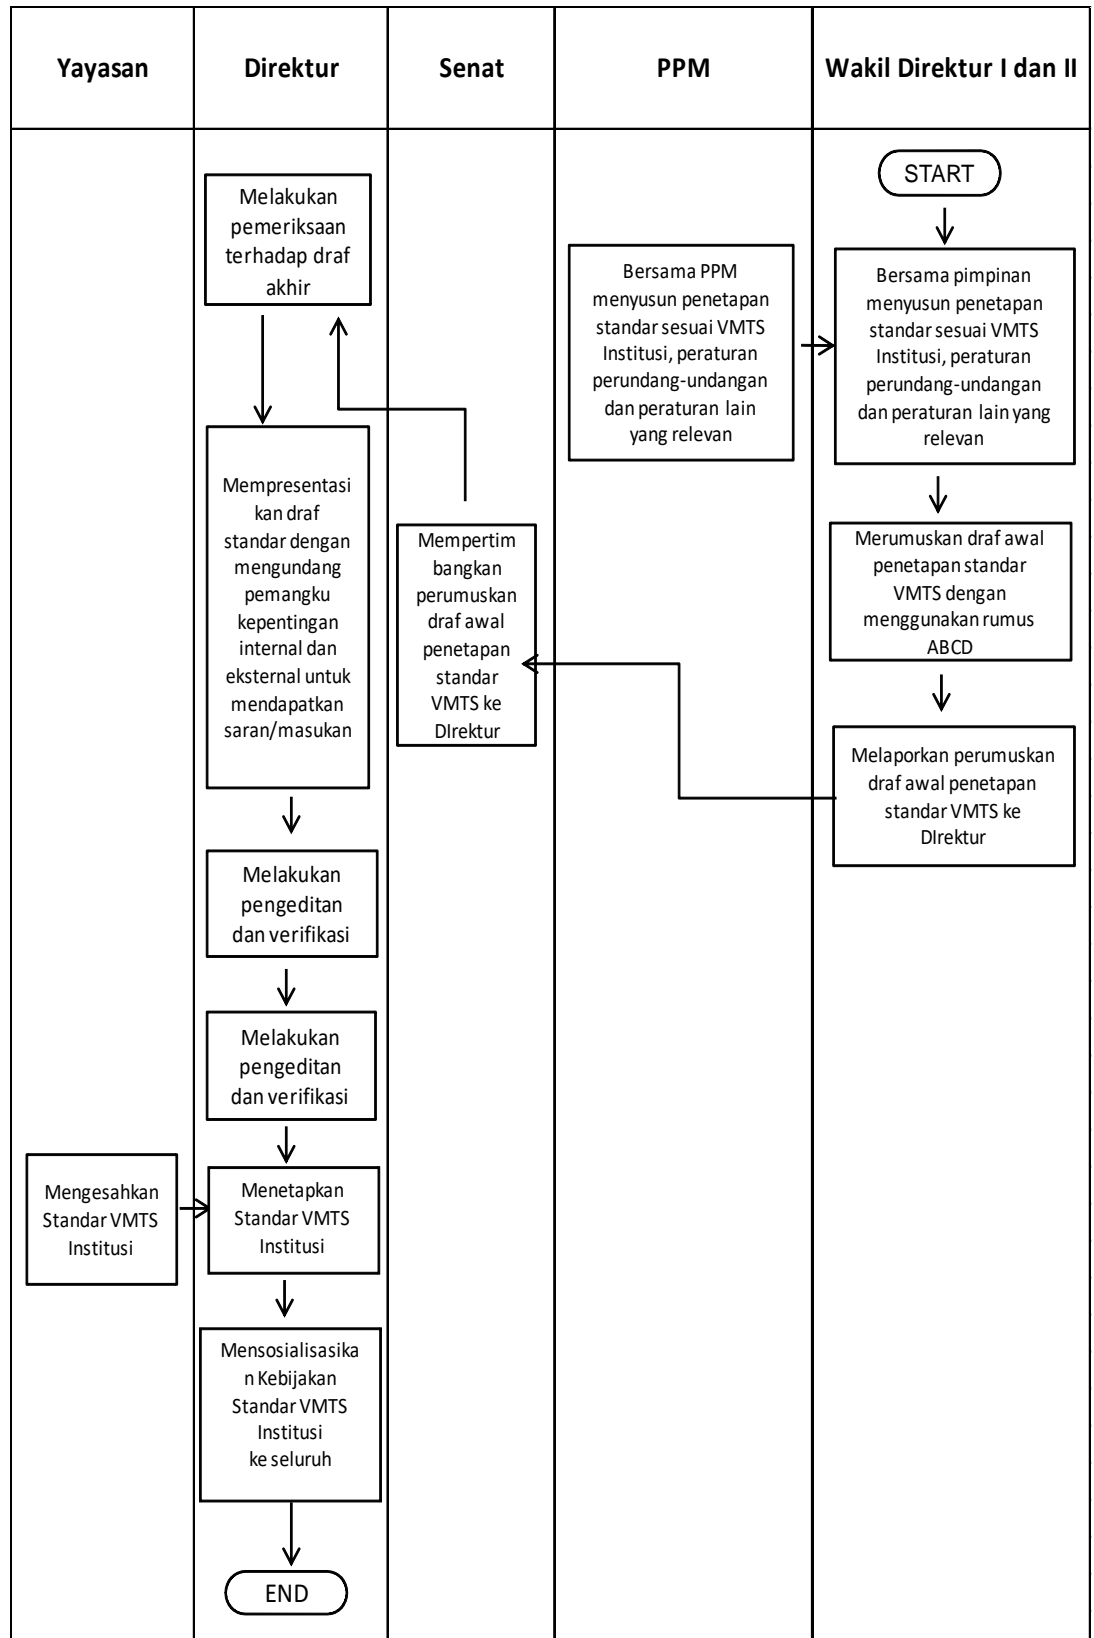 Yayasan
Direktur
Senat
PPM
Wakil Direktur I dan II
START
Bersama PPM
menyusun penetapan
standar sesuai VMTS
Institusi, peraturan
perundang-undangan
dan peraturan lain
yang relevan
Bersama pimpinan
menyusun penetapan
standar sesuai VMTS
Institusi, peraturan
perundang-undangan
dan peraturan lain yang
relevan
Merumuskan draf awal
penetapan standar
VMTS dengan
menggunakan rumus
ABCD
Melaporkan perumuskan
draf awal penetapan
standar VMTS ke
DIrektur
Mempertim
bangkan
perumuskan
draf awal
penetapan
standar
VMTS ke
DIrektur
Melakukan
pemeriksaan
terhadap draf
akhir
Mempresentasi
kan draf
standar dengan
mengundang
pemangku
kepentingan
internal dan
eksternal untuk
mendapatkan
saran/masukan
Melakukan
pengeditan
dan verifikasi
Melakukan
pengeditan
dan verifikasi
Mengesahkan
Standar VMTS
Institusi
Menetapkan
Standar VMTS
Institusi
Mensosialisasika
n Kebijakan
Standar VMTS
Institusi
ke seluruh
END